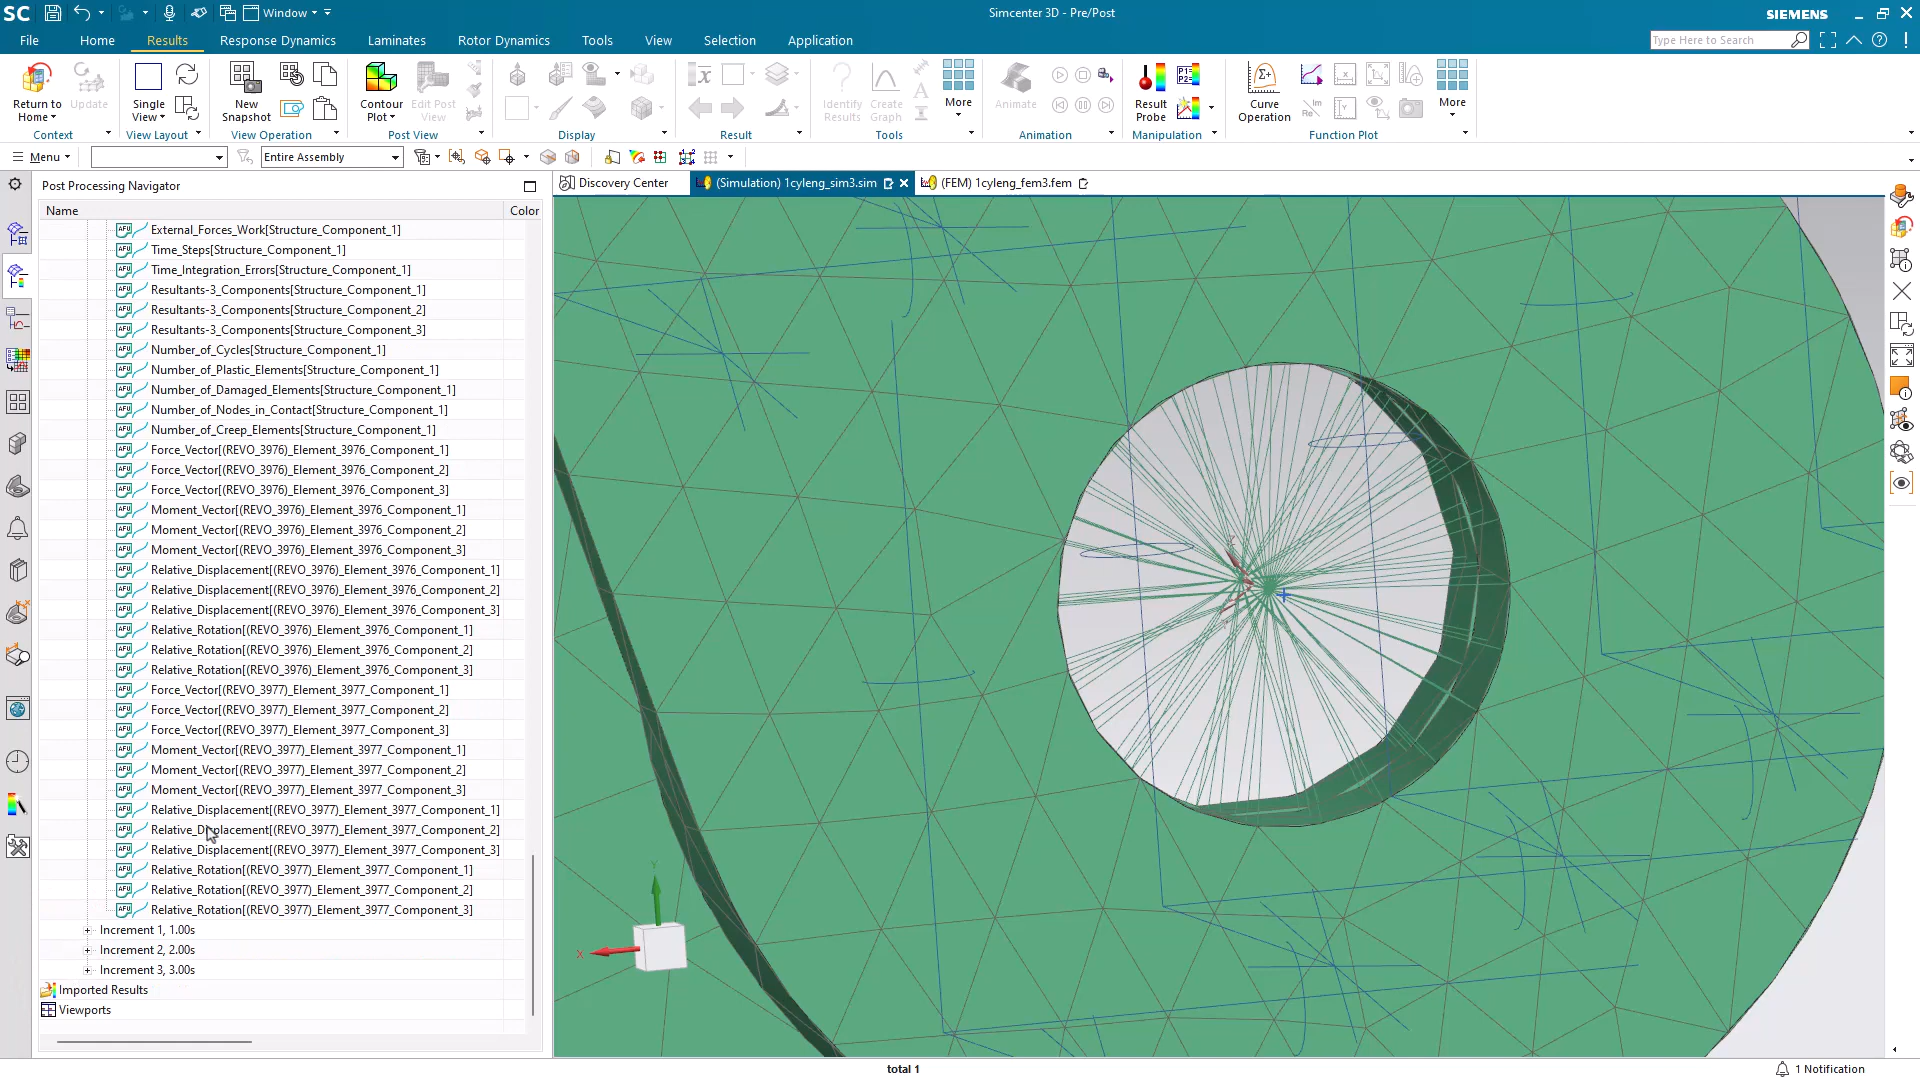 SC
Window
Simcenter 3D - Pre/Post
SIEMENS
File
Home
Results
Response Dynamics
Laminates
Rotor Dynamics
Tools
View
Selection
Application
Type Here to Search
Return to Home
Update
Context
Single View
View Layout
New Snapshot
View Operation
Contour Plot
Edit Post View
Post View
Display
Result
Identify Results
Create Graph
More
Tools
Animate
Animation
Result Probe
Manipulation
Curve Operation
More
Function Plot
Menu
Entire Assembly
Post Processing Navigator
Discovery Center
(Simulation) 1cyleng_sim3.sim
(FEM) 1cyleng_fem3.fem
Name
Color
External_Forces_Work[Structure_Component_1]
Time_Steps[Structure_Component_1]
Time_Integration_Errors[Structure_Component_1]
Resultants-3_Components[Structure_Component_1]
Resultants-3_Components[Structure_Component_2]
Resultants-3_Components[Structure_Component_3]
Number_of_Cycles[Structure_Component_1]
Number_of_Plastic_Elements[Structure_Component_1]
Number_of_Damaged_Elements[Structure_Component_1]
Number_of_Nodes_in_Contact[Structure_Component_1]
Number_of_Creep_Elements[Structure_Component_1]
Force_Vector[(REVO_3976)_Element_3976_Component_1]
Force_Vector[(REVO_3976)_Element_3976_Component_2]
Force_Vector[(REVO_3976)_Element_3976_Component_3]
Moment_Vector[(REVO_3976)_Element_3976_Component_1]
Moment_Vector[(REVO_3976)_Element_3976_Component_2]
Moment_Vector[(REVO_3976)_Element_3976_Component_3]
Relative_Displacement[(REVO_3976)_Element_3976_Component_1]
Relative_Displacement[(REVO_3976)_Element_3976_Component_2]
Relative_Displacement[(REVO_3976)_Element_3976_Component_3]
Relative_Rotation[(REVO_3976)_Element_3976_Component_1]
Relative_Rotation[(REVO_3976)_Element_3976_Component_2]
Relative_Rotation[(REVO_3976)_Element_3976_Component_3]
Force_Vector[(REVO_3977)_Element_3977_Component_1]
Force_Vector[(REVO_3977)_Element_3977_Component_2]
Force_Vector[(REVO_3977)_Element_3977_Component_3]
Moment_Vector[(REVO_3977)_Element_3977_Component_1]
Moment_Vector[(REVO_3977)_Element_3977_Component_2]
Moment_Vector[(REVO_3977)_Element_3977_Component_3]
Relative_Displacement[(REVO_3977)_Element_3977_Component_1]
Relative_Displacement[(REVO_3977)_Element_3977_Component_2]
Relative_Displacement[(REVO_3977)_Element_3977_Component_3]
Relative_Rotation[(REVO_3977)_Element_3977_Component_1]
Relative_Rotation[(REVO_3977)_Element_3977_Component_2]
Relative_Rotation[(REVO_3977)_Element_3977_Component_3]
Increment 1, 1.00s
Increment 2, 2.00s
Increment 3, 3.00s
Imported Results
Viewports
Y
X
total 1
1 Notification